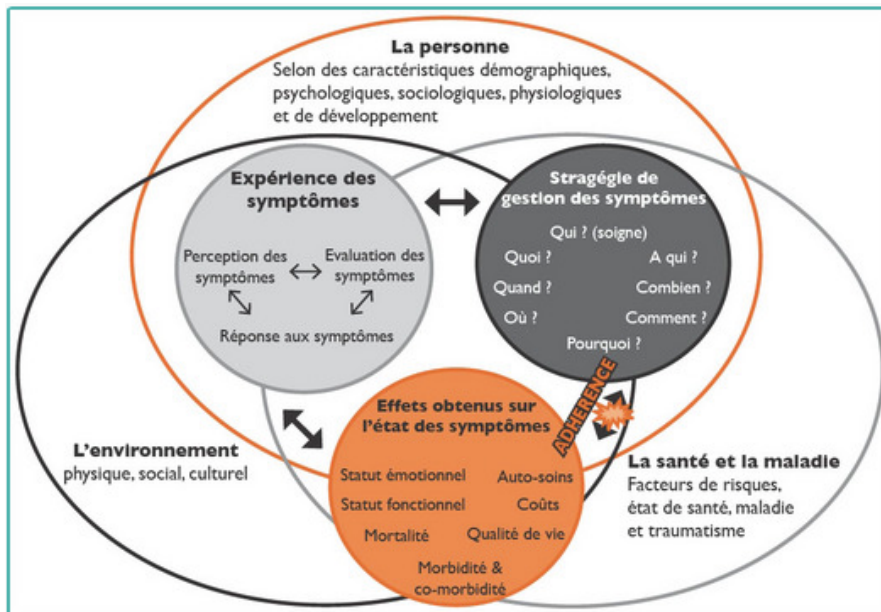 La personne
Selon des caractéristiques démographiques,
psychologiques, sociologiques, physiologiques
et de développement
Expérience des
symptômes
Perception des
symptômes
Evaluation des
symptômes
Réponse aux symptômes
Stragégie de
gestion des symptômes
Qui ? (soigne)
Quoi ?
A qui ?
Quand ?
Combien ?
Où ?
Comment ?
Pourquoi ?
ADHERENCE
Effets obtenus sur
l'état des symptômes
Statut émotionnel
Auto-soins
Statut fonctionnel
Coûts
Mortalité
Qualité de vie
Morbidité &
co-morbidité
L'environnement
physique, social, culturel
La santé et la maladie
Facteurs de risques,
état de santé, maladie
et traumatisme